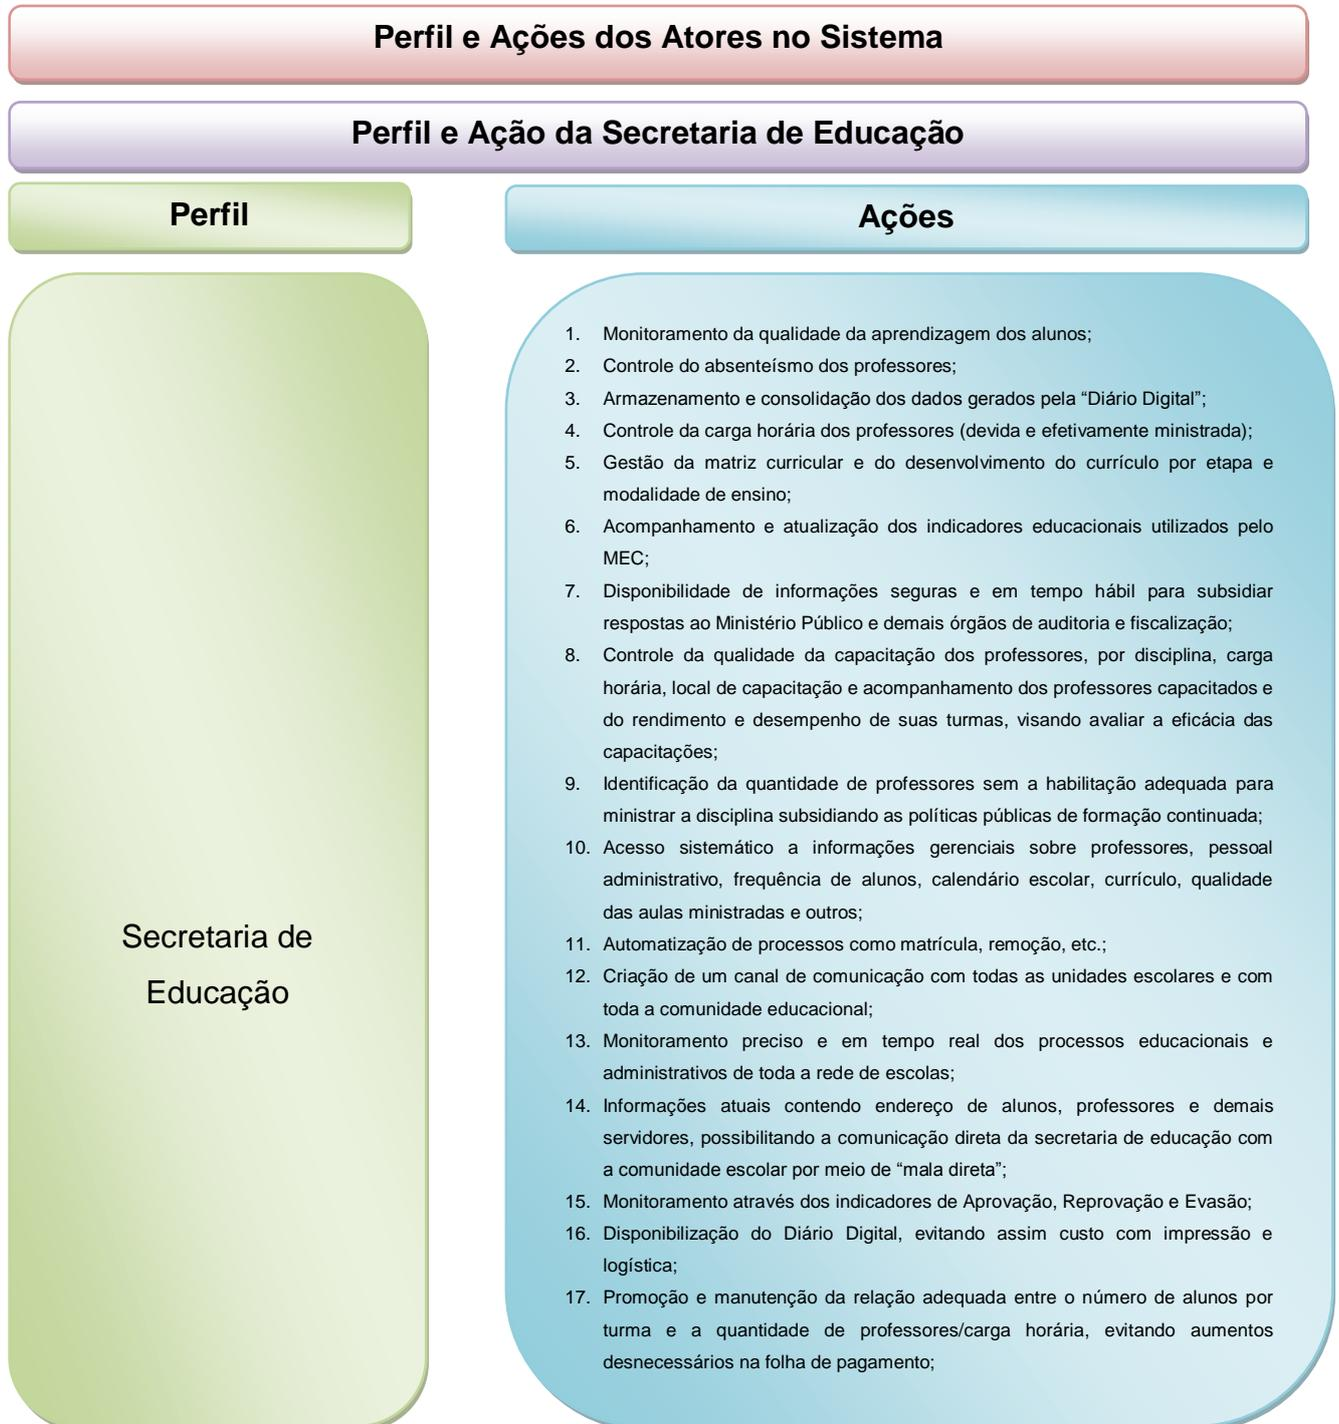 Perfil e Ações dos Atores no Sistema
Perfil e Ação da Secretaria de Educação
Perfil
Ações
Secretaria de
Educação
1. Monitoramento da qualidade da aprendizagem dos alunos;
2. Controle do absenteísmo dos professores;
3. Armazenamento e consolidação dos dados gerados pela “Diário Digital”;
4. Controle da carga horária dos professores (devida e efetivamente ministrada);
5. Gestão da matriz curricular e do desenvolvimento do currículo por etapa e
modalidade de ensino;
6. Acompanhamento e atualização dos indicadores educacionais utilizados pelo
MEC;
7. Disponibilidade de informações seguras e em tempo hábil para subsidiar
respostas ao Ministério Público e demais órgãos de auditoria e fiscalização;
8. Controle da qualidade da capacitação dos professores, por disciplina, carga
horária, local de capacitação e acompanhamento dos professores capacitados e
do rendimento e desempenho de suas turmas, visando avaliar a eficácia das
capacitações;
9. Identificação da quantidade de professores sem a habilitação adequada para
ministrar a disciplina subsidiando as políticas públicas de formação continuada;
10. Acesso sistemático a informações gerenciais sobre professores, pessoal
administrativo, frequência de alunos, calendário escolar, currículo, qualidade
das aulas ministradas e outros;
11. Automatização de processos como matrícula, remoção, etc.;
12. Criação de um canal de comunicação com todas as unidades escolares e com
toda a comunidade educacional;
13. Monitoramento preciso e em tempo real dos processos educacionais e
administrativos de toda a rede de escolas;
14. Informações atuais contendo endereço de alunos, professores e demais
servidores, possibilitando a comunicação direta da secretaria de educação com
a comunidade escolar por meio de “mala direta”;
15. Monitoramento através dos indicadores de Aprovação, Reprovação e Evasão;
16. Disponibilização do Diário Digital, evitando assim custo com impressão e
logística;
17. Promoção e manutenção da relação adequada entre o número de alunos por
turma e a quantidade de professores/carga horária, evitando aumentos
desnecessários na folha de pagamento;